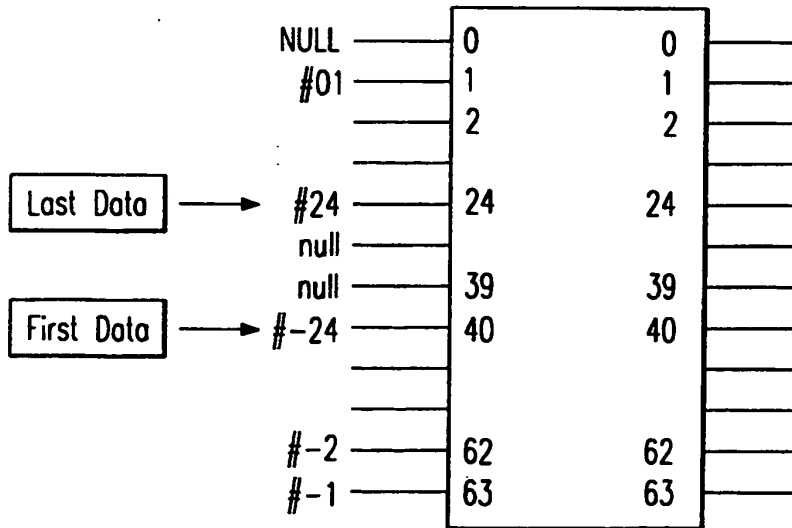 NULL 0 0
#01 1 1
2 2
Last Data #24 24 24
null
null 39 39
First Data #-24 40 40
#-2 62 62
#-1 63 63